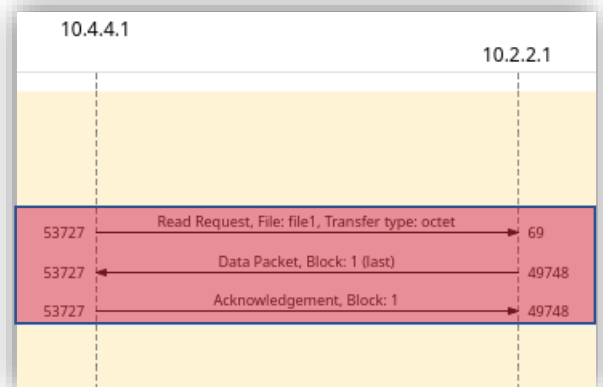 10.4.4.1
10.2.2.1
Read Request, File: file1, Transfer type: octet
53727 69
Data Packet, Block: 1 (last)
53727 49748
Acknowledgement, Block: 1
53727 49748